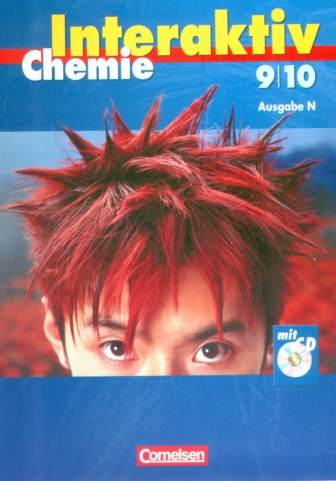 Interaktiv
Chemie
9|10
Ausgabe N
mit CD
Cornelsen